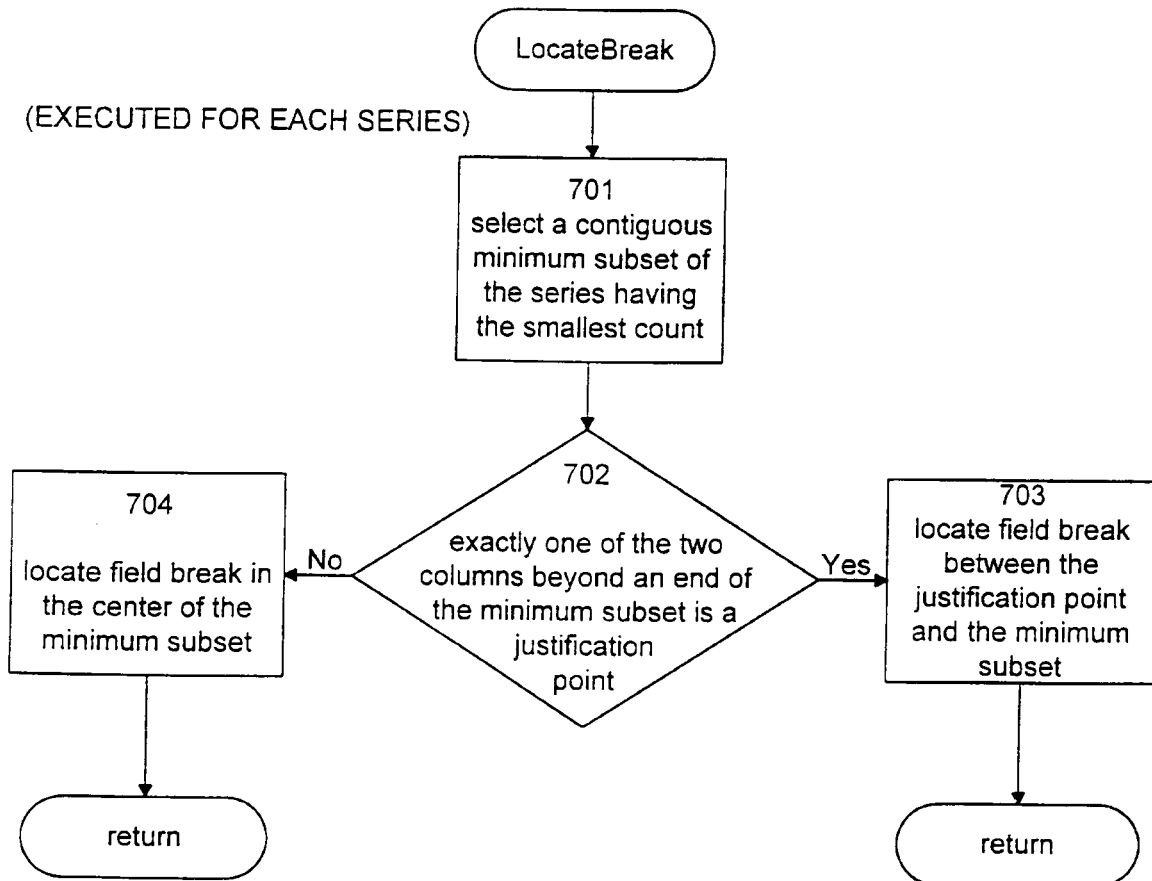 LocateBreak
(EXECUTED FOR EACH SERIES)
701
select a contiguous
minimum subset of
the series having
the smallest count
702
exactly one of the two
columns beyond an end of
the minimum subset is a
justification
point
No
Yes
704
locate field break in
the center of the
minimum subset
703
locate field break
between the
justification point
and the minimum
subset
return
return